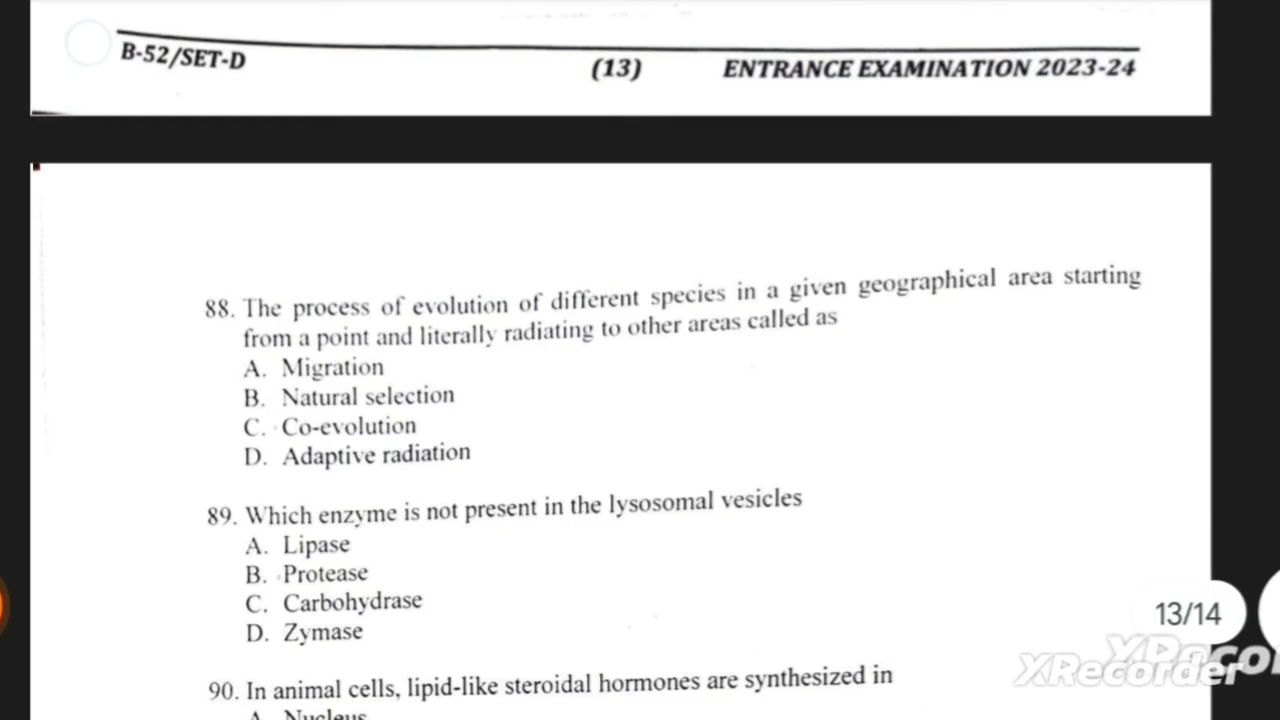 B-52/SET-D
(13)
ENTRANCE EXAMINATION 2023-24
88. The process of evolution of different species in a given geographical area starting
from a point and literally radiating to other areas called as
A. Migration
B. Natural selection
C. Co-evolution
D. Adaptive radiation
89. Which enzyme is not present in the lysosomal vesicles
A. Lipase
B. Protease
C. Carbohydrase
D. Zymase
13/14
XRecorder
90. In animal cells, lipid-like steroidal hormones are synthesized in
A. Nucleus